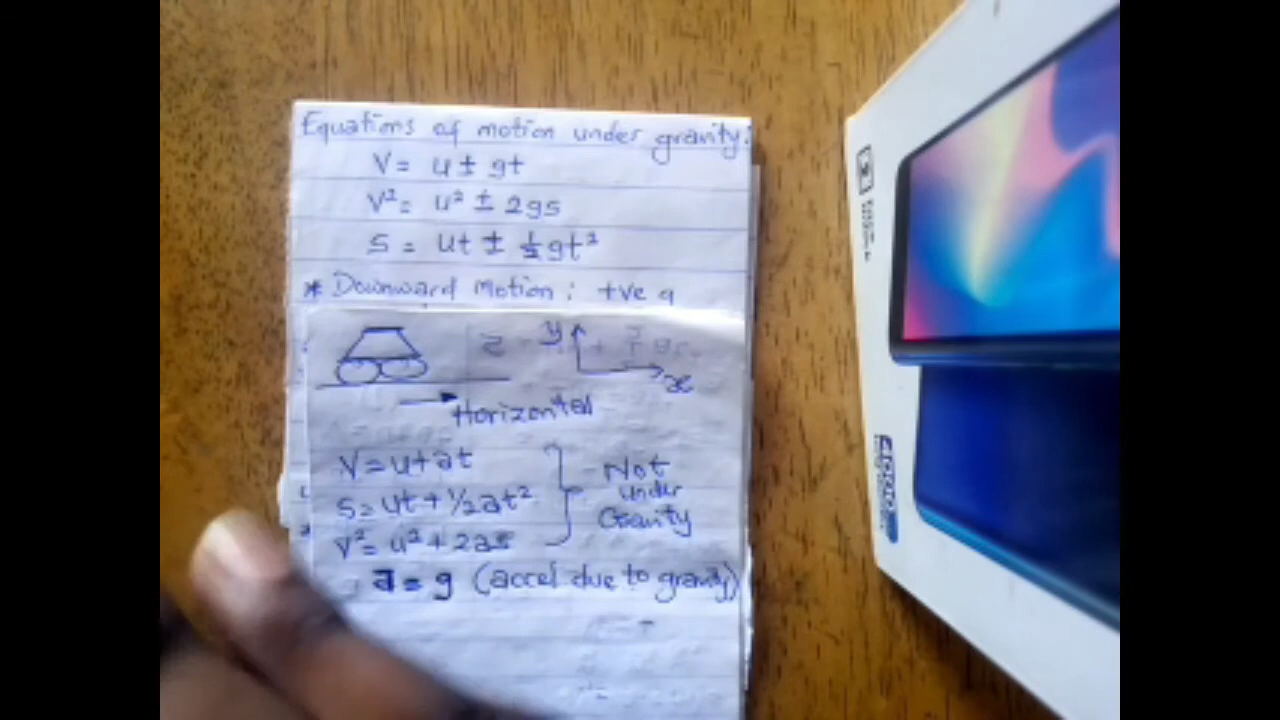 Equations of motion under gravity:
V = u ± gt
V² = u² ± 2gs
S = ut ± ½gt²
* Downward motion: +ve g
y
x
Horizontal
V = u + at
S = ut + ½at²
V² = u² + 2as
Not
under
Gravity
a = g (accel. due to gravity)